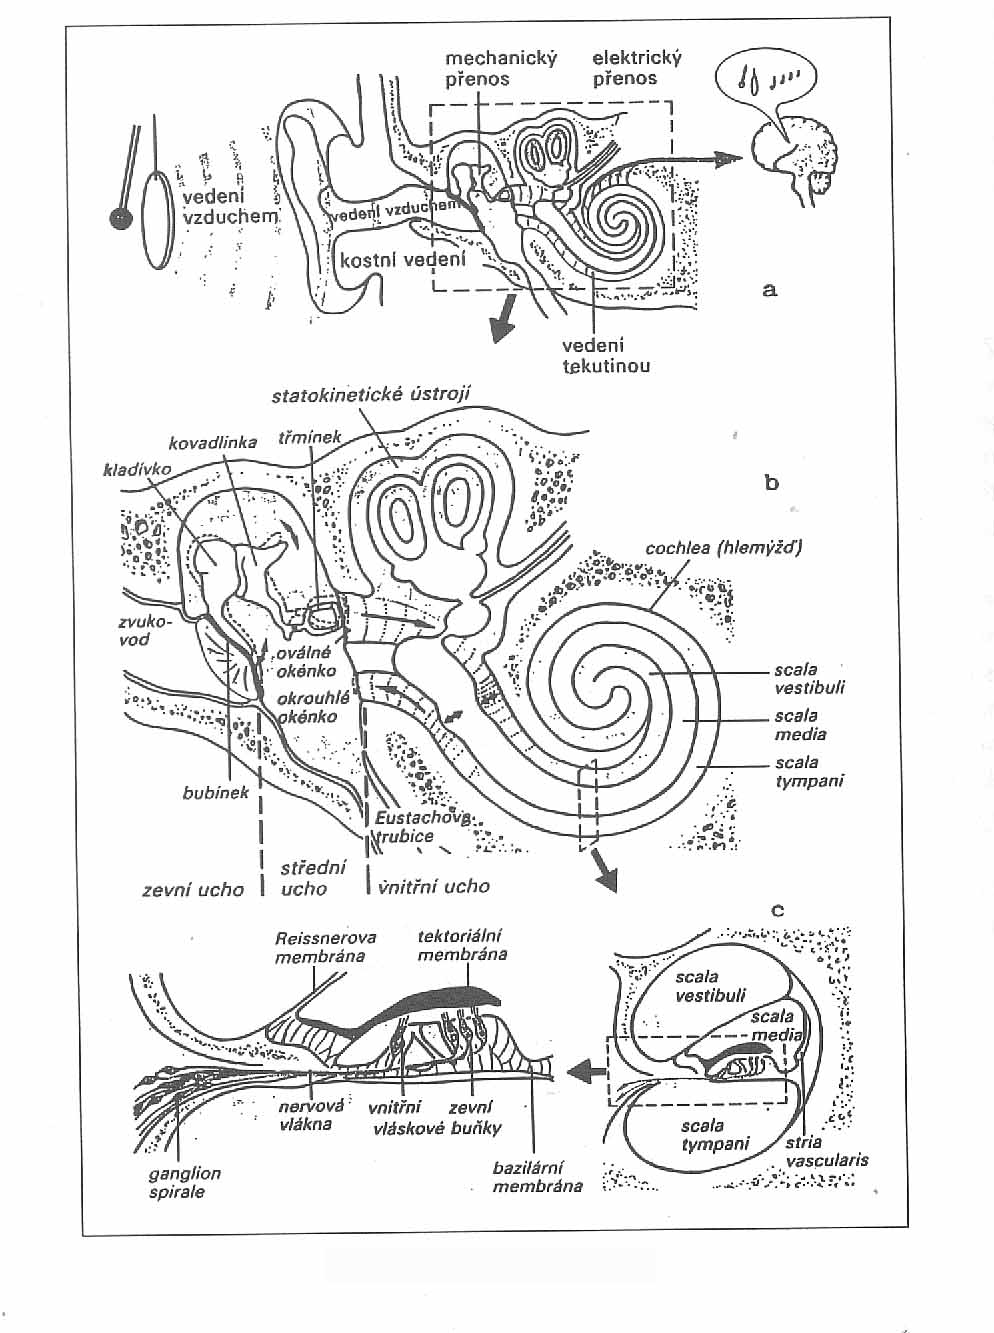 mechanický
přenos
elektrický
přenos
vedení
vzduchem
vedení vzduchem
kostní vedení
a
vedení
tekutinou
statokinetické ústrojí
kovadlinka
třmínek
kladívko
b
cochlea (hlemýžď)
zvuko-
vod
oválné
okénko
okrouhlé
okénko
scala
vestibuli
scala
media
scala
tympani
bubínek
Eustachova
trubice
zevní ucho
střední
ucho
vnitřní ucho
c
Reissnerova
membrána
tektoriální
membrána
scala
vestibuli
scala
media
nervová
vlákna
vnitřní
zevní
vláskové buňky
scala
tympani
stria
vascularis
ganglion
spirale
bazilární
membrána